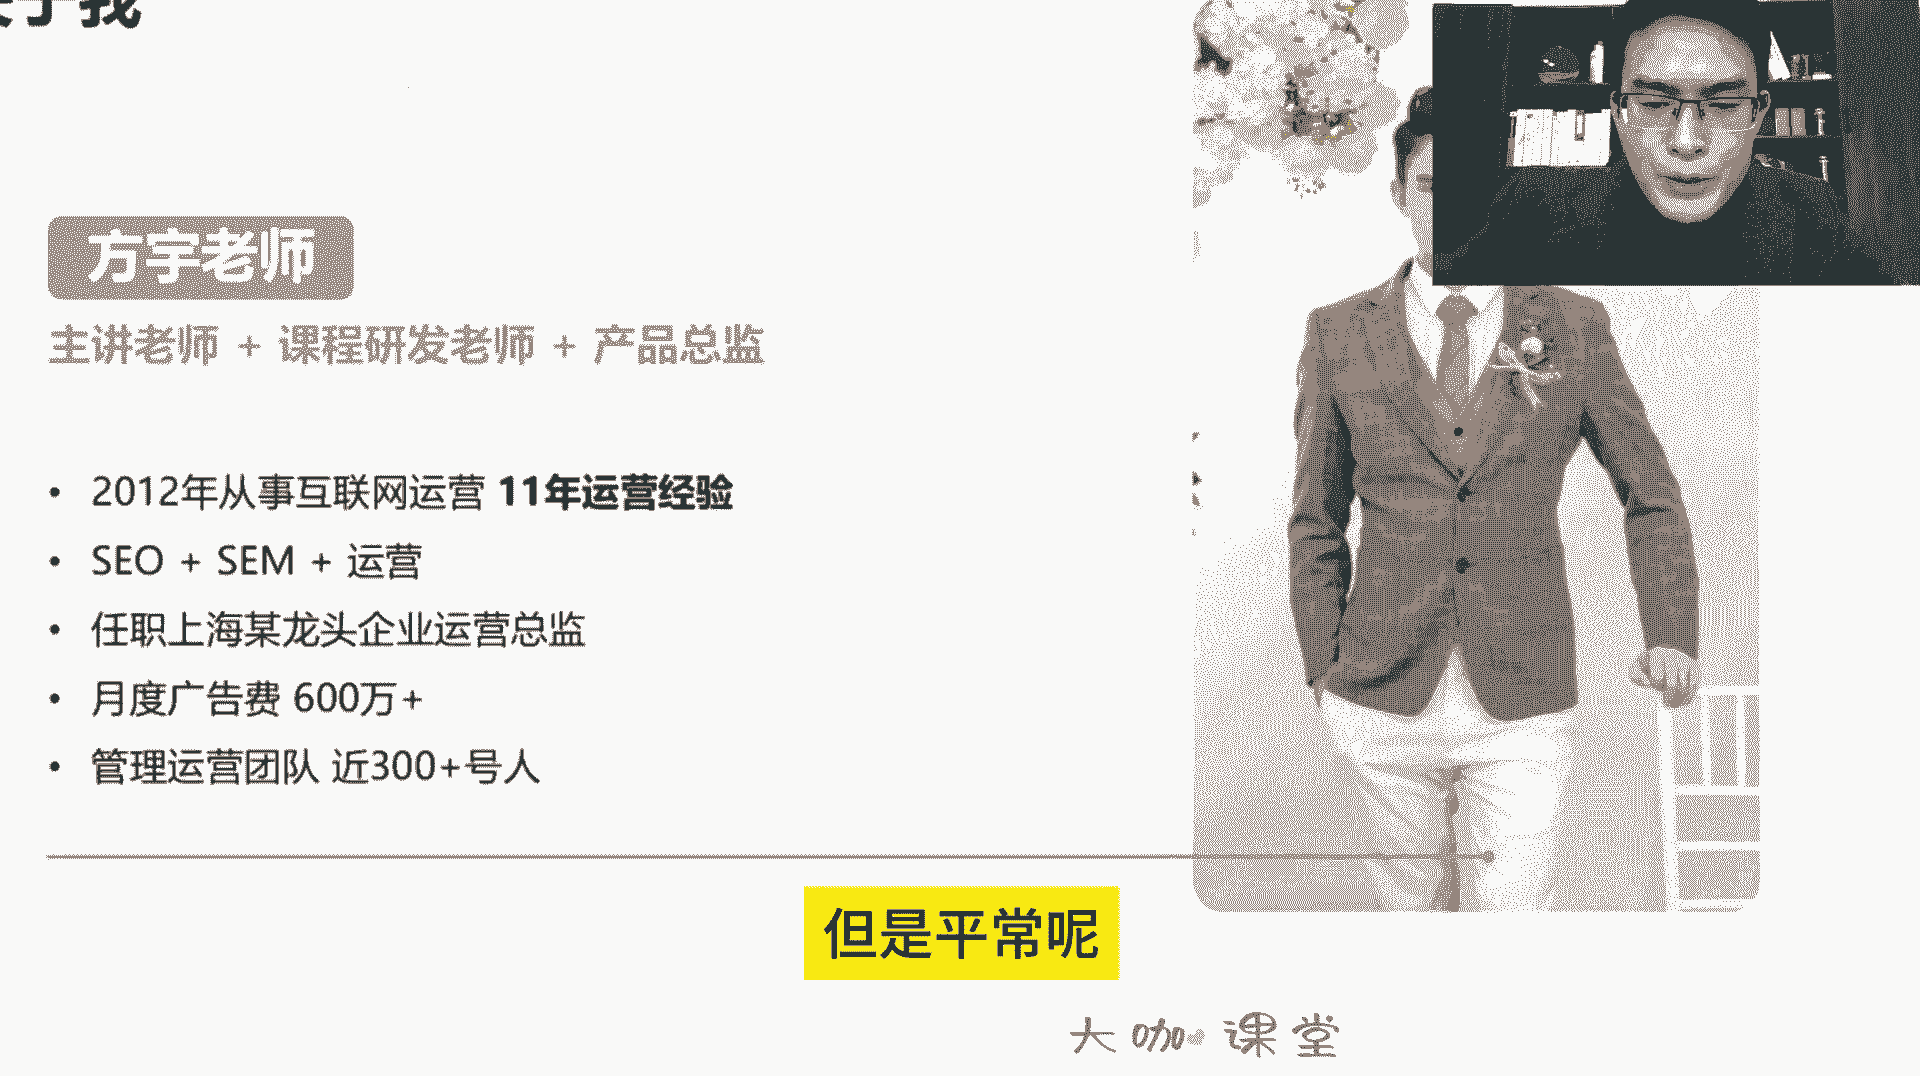 关于我
方宇老师
主讲老师 + 课程研发老师 + 产品总监
• 2012年从事互联网运营 11年运营经验
• SEO + SEM + 运营
• 任职上海某龙头企业运营总监
• 月度广告费 600万+
• 管理运营团队 近300+号人
但是平常呢
大咖课堂